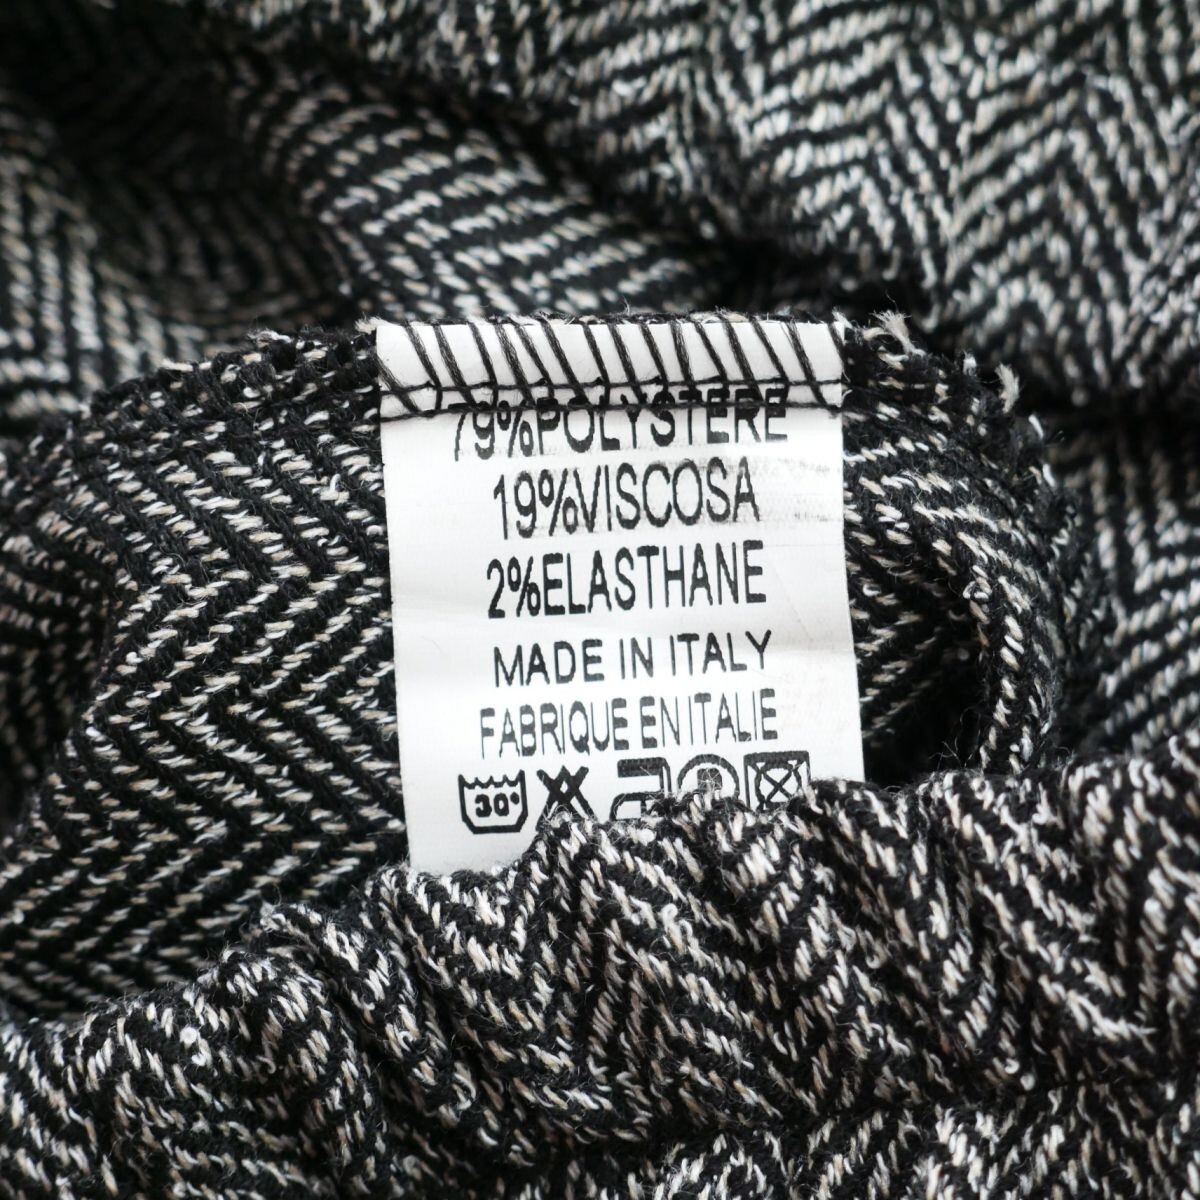 79%POLYSTERE
19%VISCOSA
2%ELASTHANE
MADE IN ITALY
FABRIQUE EN ITALIE
30°